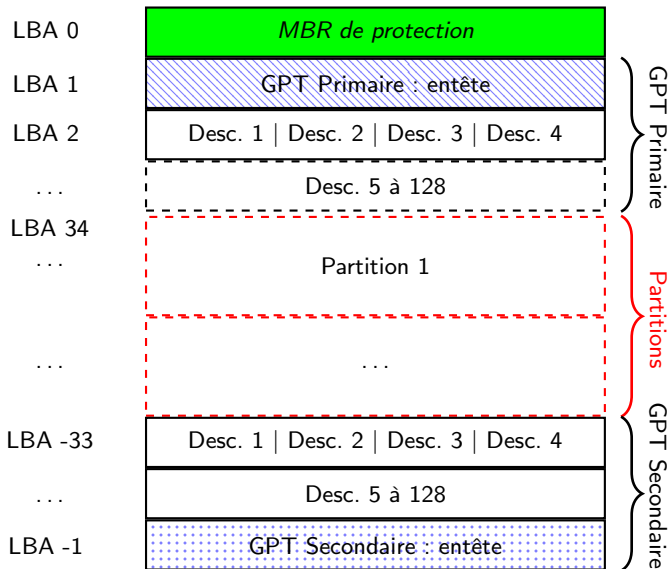 LBA 0 MBR de protection
LBA 1 GPT Primaire : entête
LBA 2 Desc. 1 | Desc. 2 | Desc. 3 | Desc. 4
. . . Desc. 5 à 128
GPT Primaire
LBA 34
. . . Partition 1
. . . . . .
Partitions
LBA -33 Desc. 1 | Desc. 2 | Desc. 3 | Desc. 4
. . . Desc. 5 à 128
LBA -1 GPT Secondaire : entête
GPT Secondaire